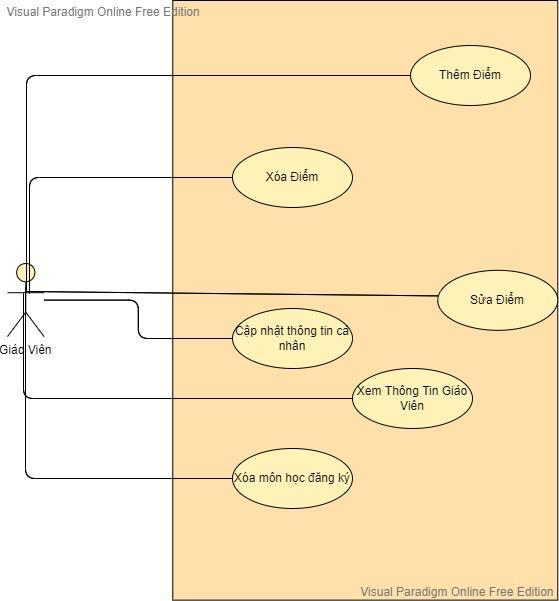 Visual Paradigm Online Free Edition
Thêm Điểm
Xóa Điểm
Sửa Điểm
Cập nhật thông tin cá
nhân
Giáo Viên
Xem Thông Tin Giáo
Viên
Xóa môn học đăng ký
Visual Paradigm Online Free Edition